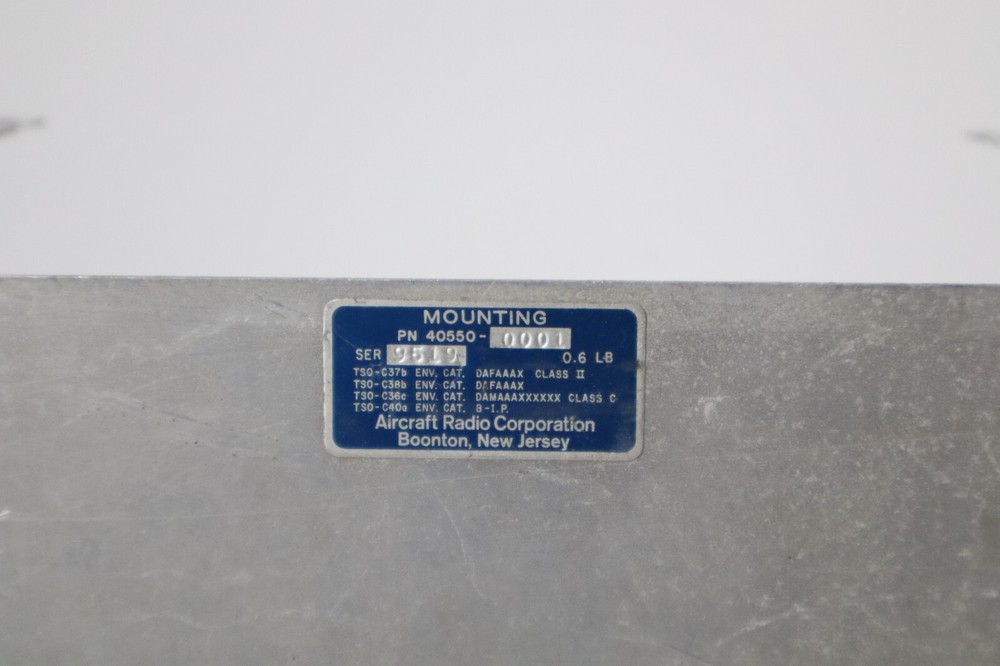 MOUNTING
PN 40550-0001
SER 9519 0.6 LB
TSO-C37b ENV. CAT. DAFAAAX CLASS II
TSO-C38b ENV. CAT. DAFAAAX
TSO-C36c ENV. CAT. DAMAAAXXXXXX CLASS C
TSO-C40a ENV. CAT. B-I.P.
Aircraft Radio Corporation
Boonton, New Jersey